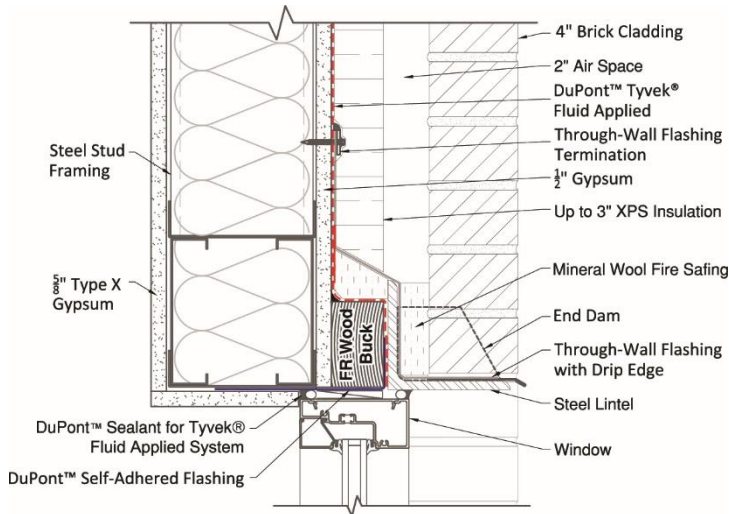 4" Brick Cladding
2" Air Space
DuPont™ Tyvek®
Fluid Applied
Through-Wall Flashing
Termination
½" Gypsum
Up to 3" XPS Insulation
Mineral Wool Fire Safing
End Dam
Through-Wall Flashing
with Drip Edge
Steel Lintel
Window
Steel Stud
Framing
⅝" Type X
Gypsum
FR Wood
Buck
DuPont™ Sealant for Tyvek®
Fluid Applied System
DuPont™ Self-Adhered Flashing